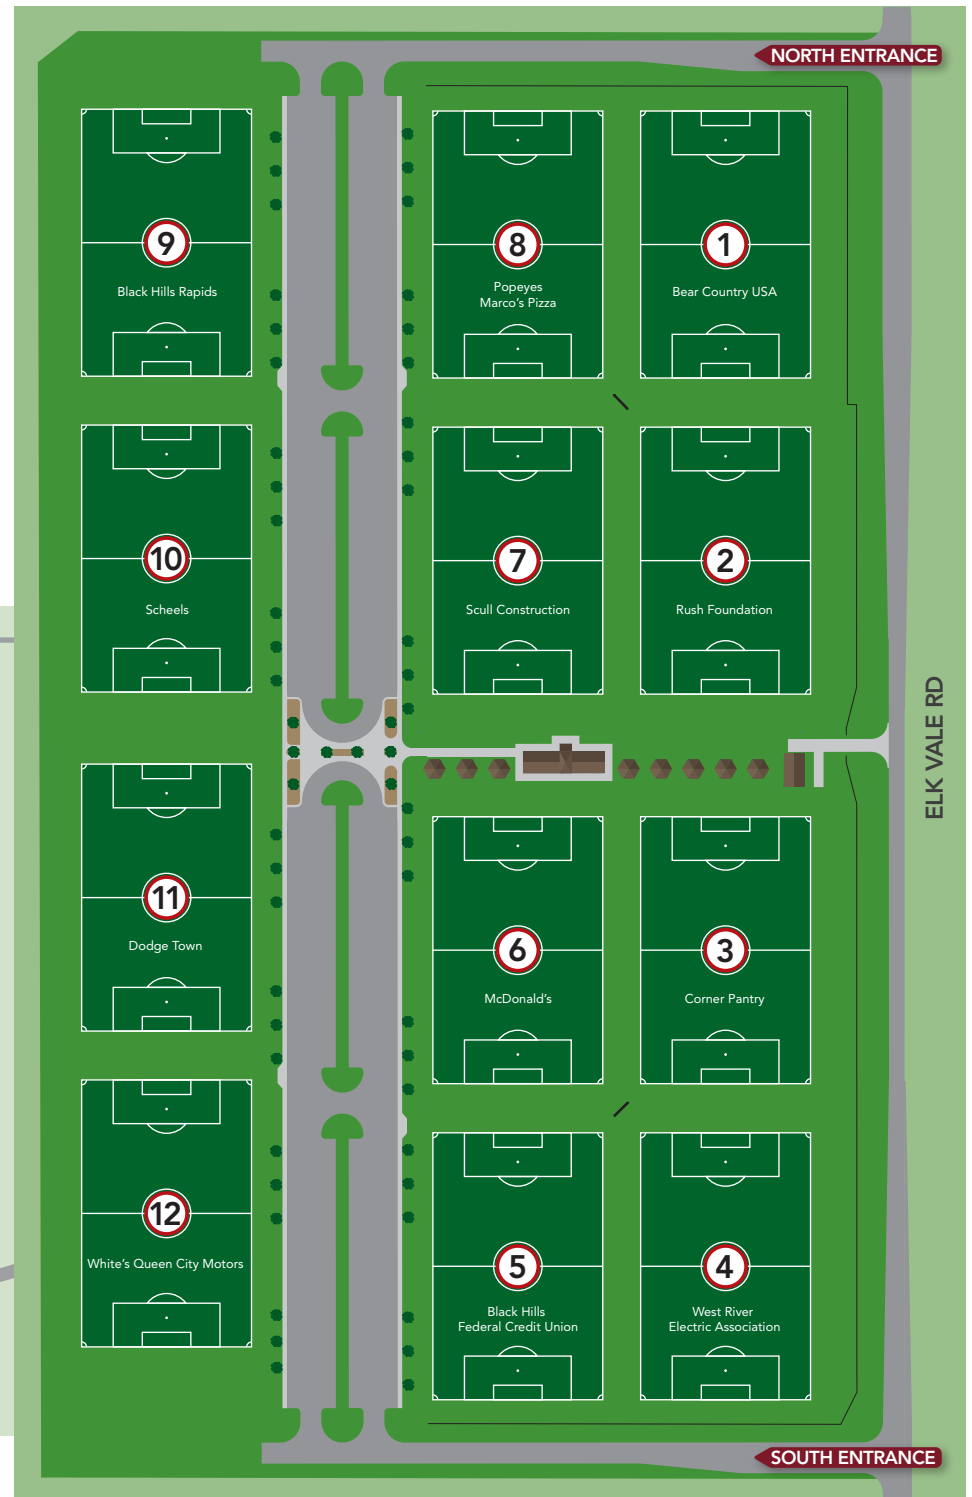 NORTH ENTRANCE
9
Black Hills Rapids
8
Popeyes
Marco's Pizza
1
Bear Country USA
10
Scheels
7
Scull Construction
2
Rush Foundation
ELK VALE RD
11
Dodge Town
6
McDonald's
3
Corner Pantry
12
White's Queen City Motors
5
Black Hills
Federal Credit Union
4
West River
Electric Association
SOUTH ENTRANCE